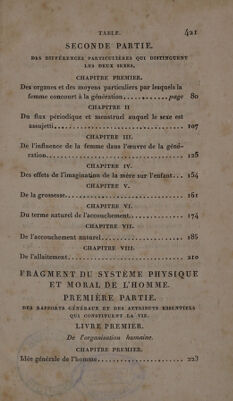 TABLE. 421
SECONDE PARTIE.
DES DIFFÉRENCES PARTICULIÈRES QUI DISTINGUENT
LES DEUX SEXES.
CHAPITRE PREMIER.
Des organes et des moyens particuliers par lesquels la
femme concourt à la génération...............page 80
CHAPITRE II
Du flux périodique et menstruel auquel le sexe est
assujetti................................ 107
CHAPITRE III.
De l'influence de la femme dans l'œuvre de la géné-
ration.................................. 128
CHAPITRE IV.
Des effets de l'imagination de la mère sur l'enfant... 154
CHAPITRE V.
De la grossesse............................ 161
CHAPITRE VI.
Du terme naturel de l'accouchement............. 174
CHAPITRE VII.
De l'accouchement naturel..................... 185
CHAPITRE VIII.
De l'allaitement............................ 210
FRAGMENT DU SYSTÈME PHYSIQUE
ET MORAL DE L'HOMME.
PREMIÈRE PARTIE.
DES RAPPORTS GÉNÉRAUX ET DES ATTRIBUTS ESSENTIELS
QUI CONSTITUENT LA VIE.
LIVRE PREMIER.
De l'organisation humaine.
CHAPITRE PREMIER.
Idée générale de l'homme..................... 223